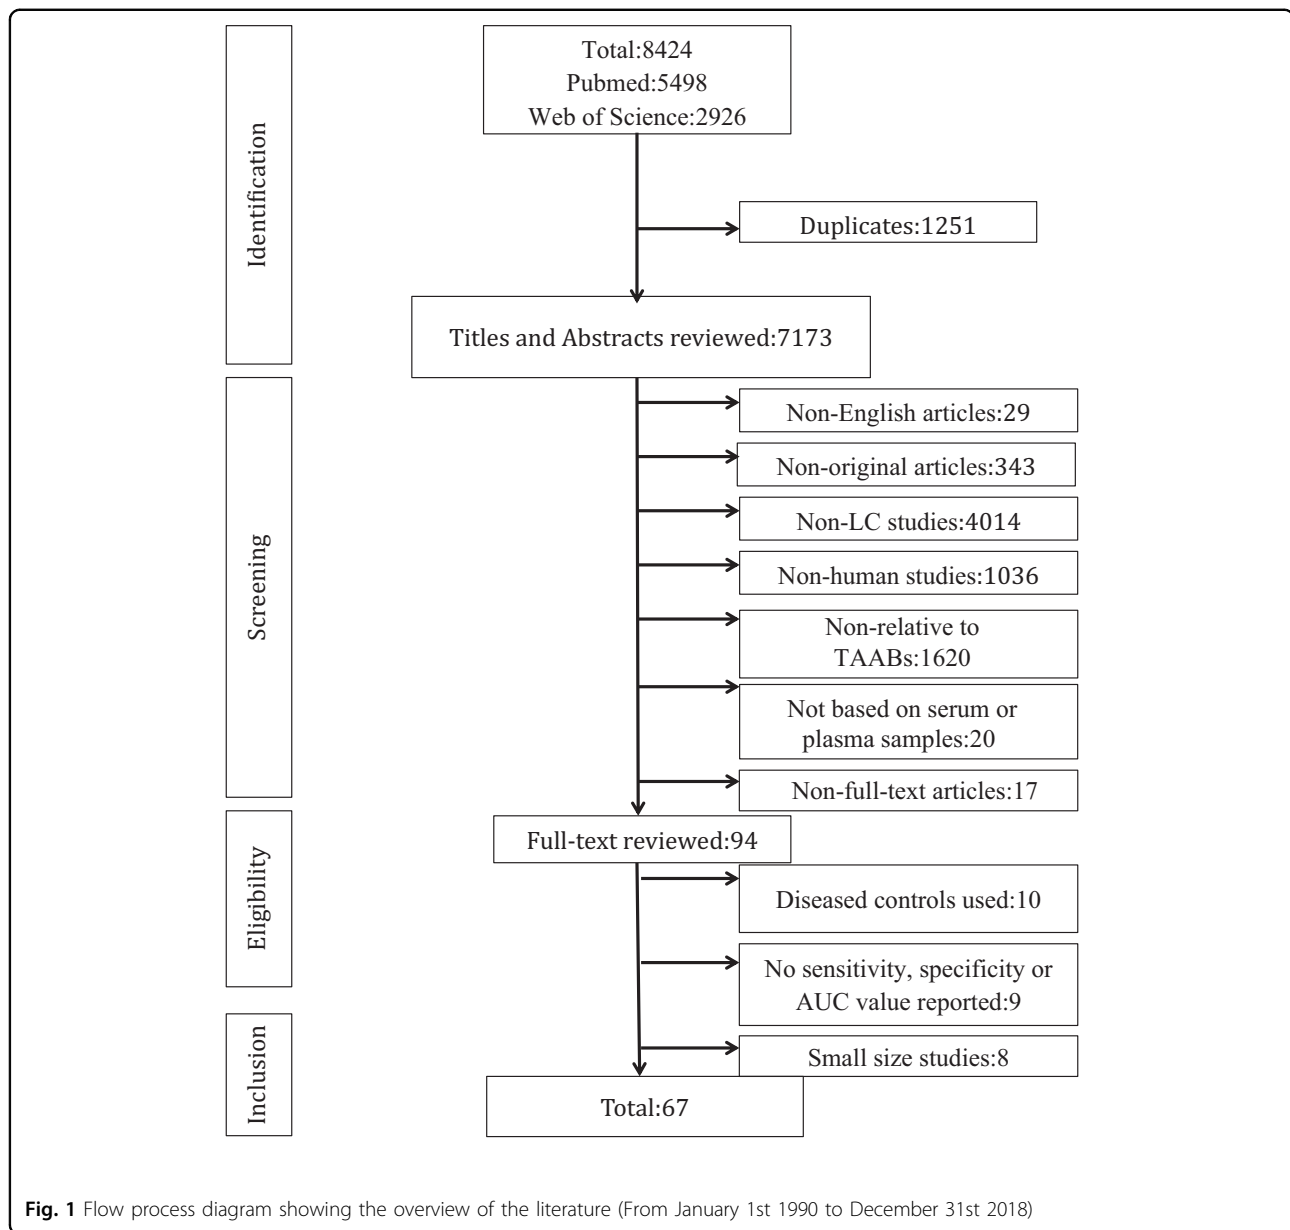 Identification
Total:8424
Pubmed:5498
Web of Science:2926
Duplicates:1251
Titles and Abstracts reviewed:7173
Screening
Non-English articles:29
Non-original articles:343
Non-LC studies:4014
Non-human studies:1036
Non-relative to
TAABs:1620
Not based on serum or
plasma samples:20
Non-full-text articles:17
Eligibility
Full-text reviewed:94
Diseased controls used:10
No sensitivity, specificity or
AUC value reported:9
Inclusion
Small size studies:8
Total:67
Fig. 1 Flow process diagram showing the overview of the literature (From January 1st 1990 to December 31st 2018)